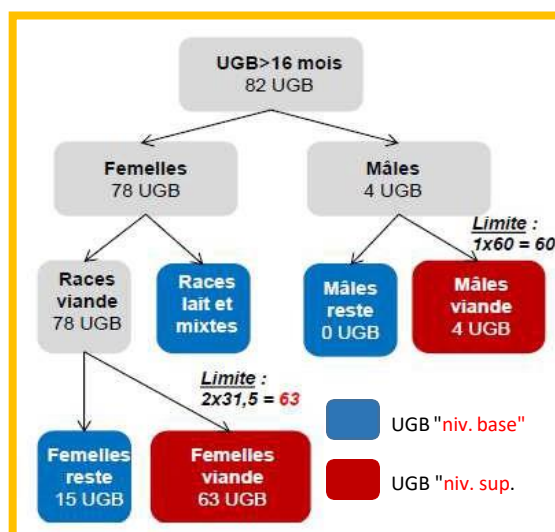 UGB>16 mois
82 UGB
Femelles
78 UGB
Mâles
4 UGB
Limite :
1x60 = 60
Races
viande
78 UGB
Races
lait et
mixtes
Mâles
reste
0 UGB
Mâles
viande
4 UGB
Limite :
2x31,5 = 63
Femelles
reste
15 UGB
Femelles
viande
63 UGB
UGB "niv. base"
UGB "niv. sup.